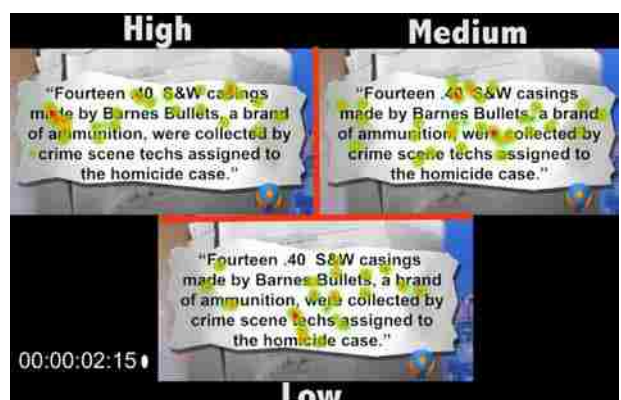 High
Medium
“Fourteen .40 S&W casings
made by Barnes Bullets, a brand
of ammunition, were collected by
crime scene techs assigned to
the homicide case.”
“Fourteen .40 S&W casings
made by Barnes Bullets, a brand
of ammunition, were collected by
crime scene techs assigned to
the homicide case.”
“Fourteen .40 S&W casings
made by Barnes Bullets, a brand
of ammunition, were collected by
crime scene techs assigned to
the homicide case.”
00:00:02:15
Low